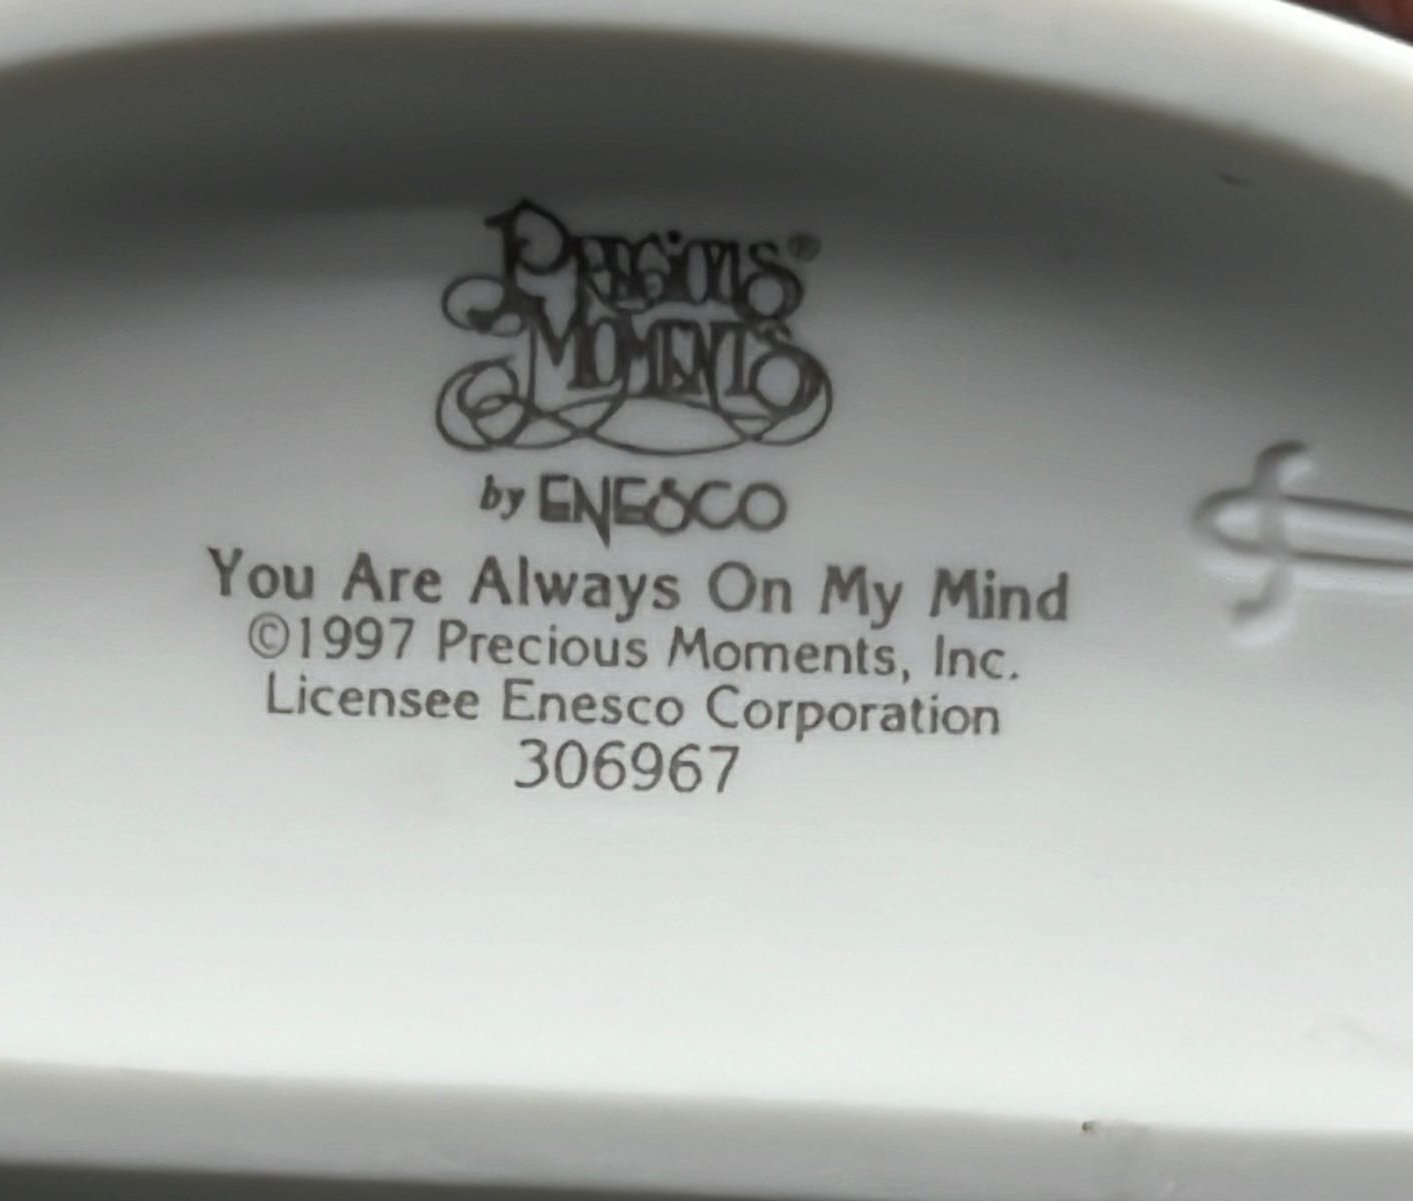 Precious®
Moments
by ENESCO
You Are Always On My Mind
©1997 Precious Moments, Inc.
Licensee Enesco Corporation
306967